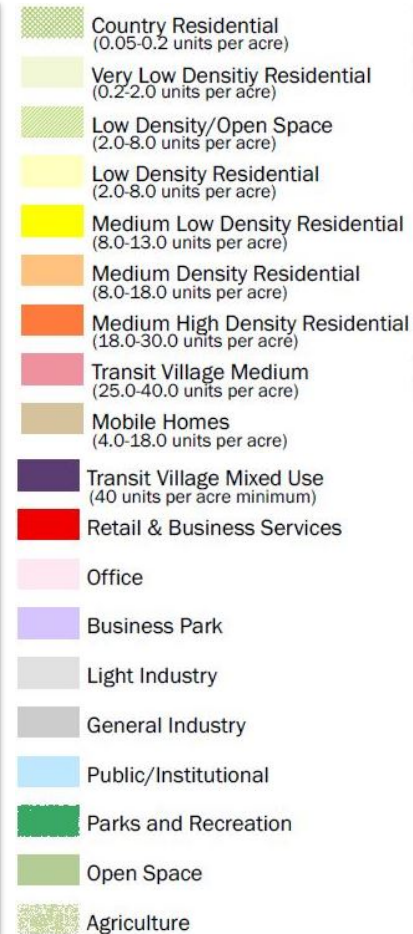 Country Residential
(0.05-0.2 units per acre)
Very Low Densitiy Residential
(0.2-2.0 units per acre)
Low Density/Open Space
(2.0-8.0 units per acre)
Low Density Residential
(2.0-8.0 units per acre)
Medium Low Density Residential
(8.0-13.0 units per acre)
Medium Density Residential
(8.0-18.0 units per acre)
Medium High Density Residential
(18.0-30.0 units per acre)
Transit Village Medium
(25.0-40.0 units per acre)
Mobile Homes
(4.0-18.0 units per acre)
Transit Village Mixed Use
(40 units per acre minimum)
Retail & Business Services
Office
Business Park
Light Industry
General Industry
Public/Institutional
Parks and Recreation
Open Space
Agriculture